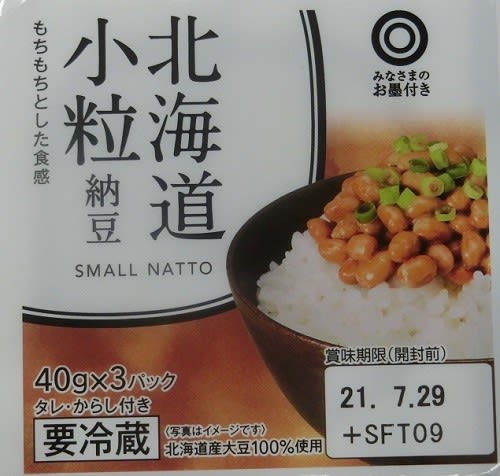 みなさまの
お墨付き
北海道
小粒
納豆
もちもちとした食感
SMALL NATTO
40g×3パック
タレ・からし付き
要冷蔵
〈写真はイメージです〉
北海道産大豆100%使用
賞味期限(開封前)
21. 7.29
+SFT09